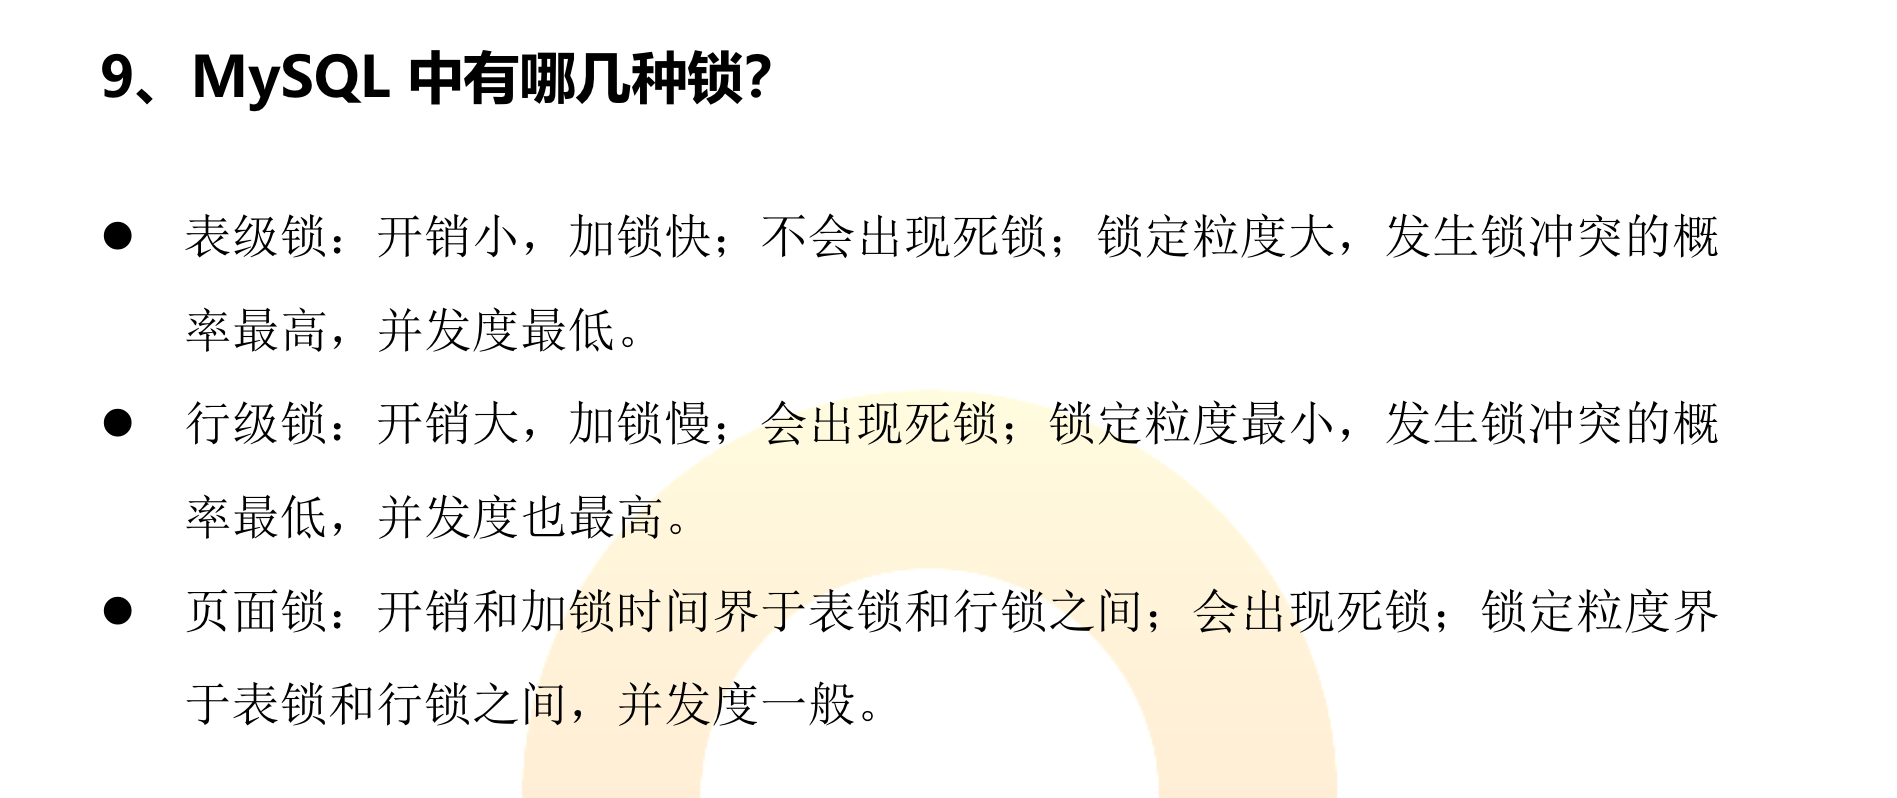 9、MySQL 中有哪几种锁?
● 表级锁：开销小，加锁快；不会出现死锁；锁定粒度大，发生锁冲突的概
率最高，并发度最低。
● 行级锁：开销大，加锁慢；会出现死锁；锁定粒度最小，发生锁冲突的概
率最低，并发度也最高。
● 页面锁：开销和加锁时间界于表锁和行锁之间；会出现死锁；锁定粒度界
于表锁和行锁之间，并发度一般。